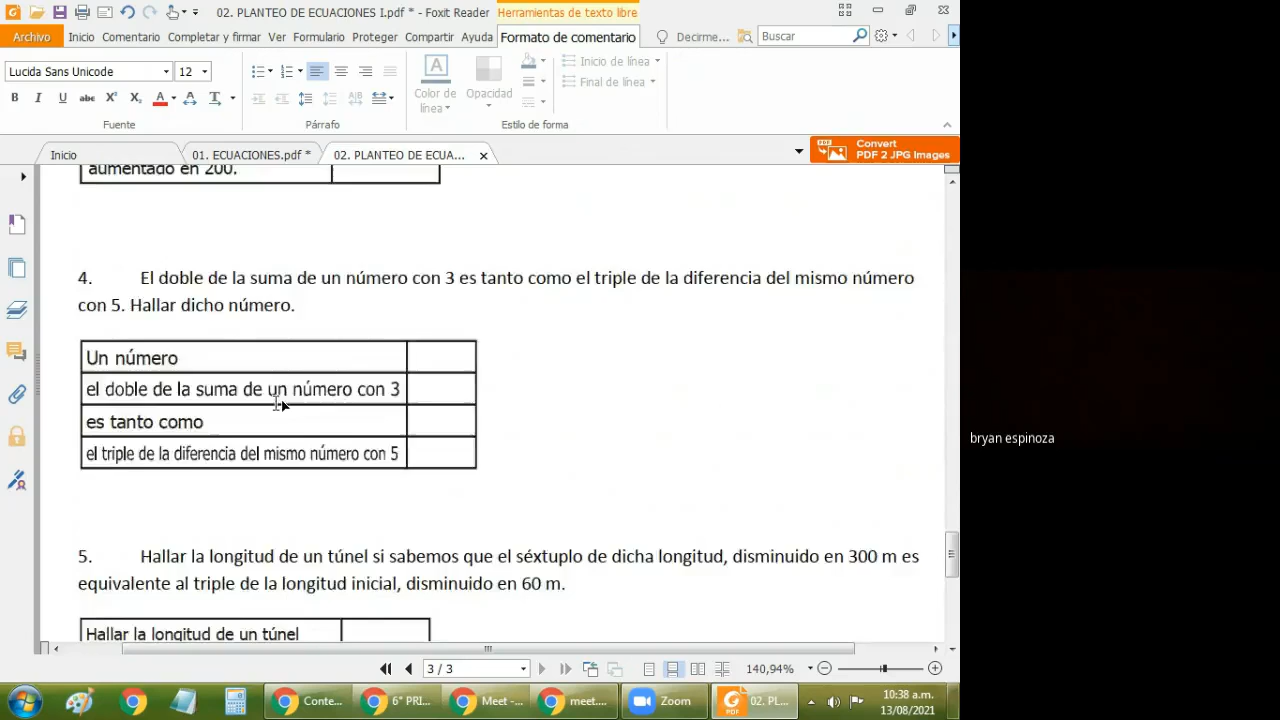 02. PLANTEO DE ECUACIONES I.pdf * - Foxit Reader
Herramientas de texto libre
Archivo Inicio Comentario Completar y firmar Ver Formulario Proteger Compartir Ayuda Formato de comentario Decirme... Buscar
Lucida Sans Unicode 12
Color de línea
Opacidad
Inicio de línea
Final de línea
Fuente Párrafo Estilo de forma
Inicio 01. ECUACIONES.pdf * 02. PLANTEO DE ECUA...
Convert
PDF 2 JPG Images
aumentado en 200.
4. El doble de la suma de un número con 3 es tanto como el triple de la diferencia del mismo número
con 5. Hallar dicho número.
Un número
el doble de la suma de un número con 3
es tanto como
el triple de la diferencia del mismo número con 5
bryan espinoza
5. Hallar la longitud de un túnel si sabemos que el séxtuplo de dicha longitud, disminuido en 300 m es
equivalente al triple de la longitud inicial, disminuido en 60 m.
Hallar la longitud de un túnel
3 / 3 140,94%
Conte... 6° PRI... Meet -... meet.... Zoom 02. PL...
10:38 a.m.
13/08/2021